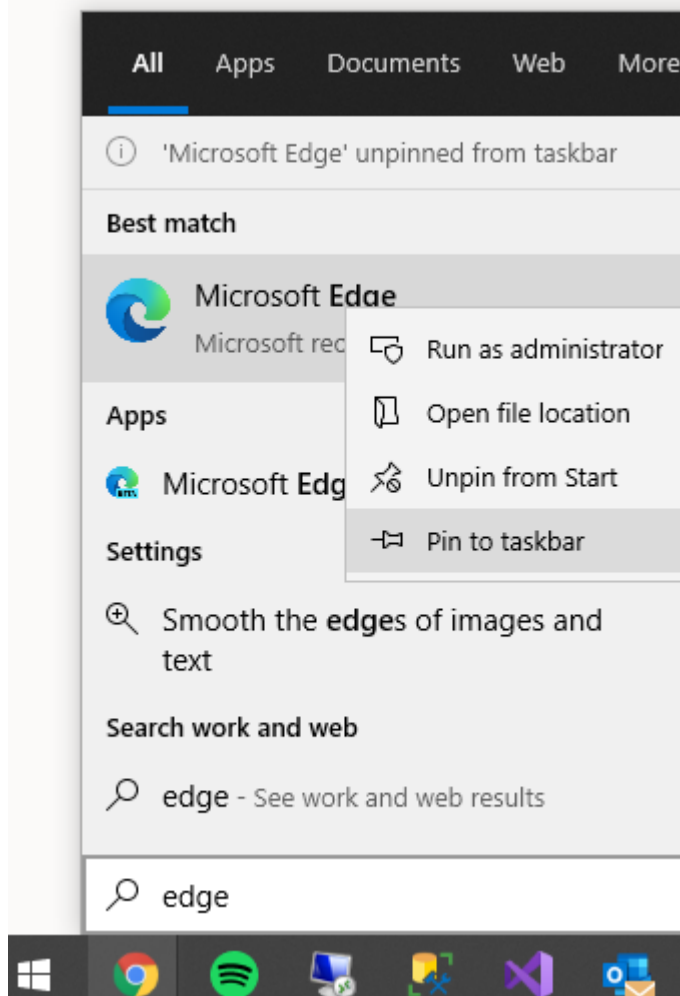 All Apps Documents Web More
'Microsoft Edge' unpinned from taskbar
Best match
Microsoft Edge
Microsoft rec
Run as administrator
Open file location
Unpin from Start
Pin to taskbar
Apps
Microsoft Edg
Settings
Smooth the edges of images and
text
Search work and web
edge - See work and web results
edge